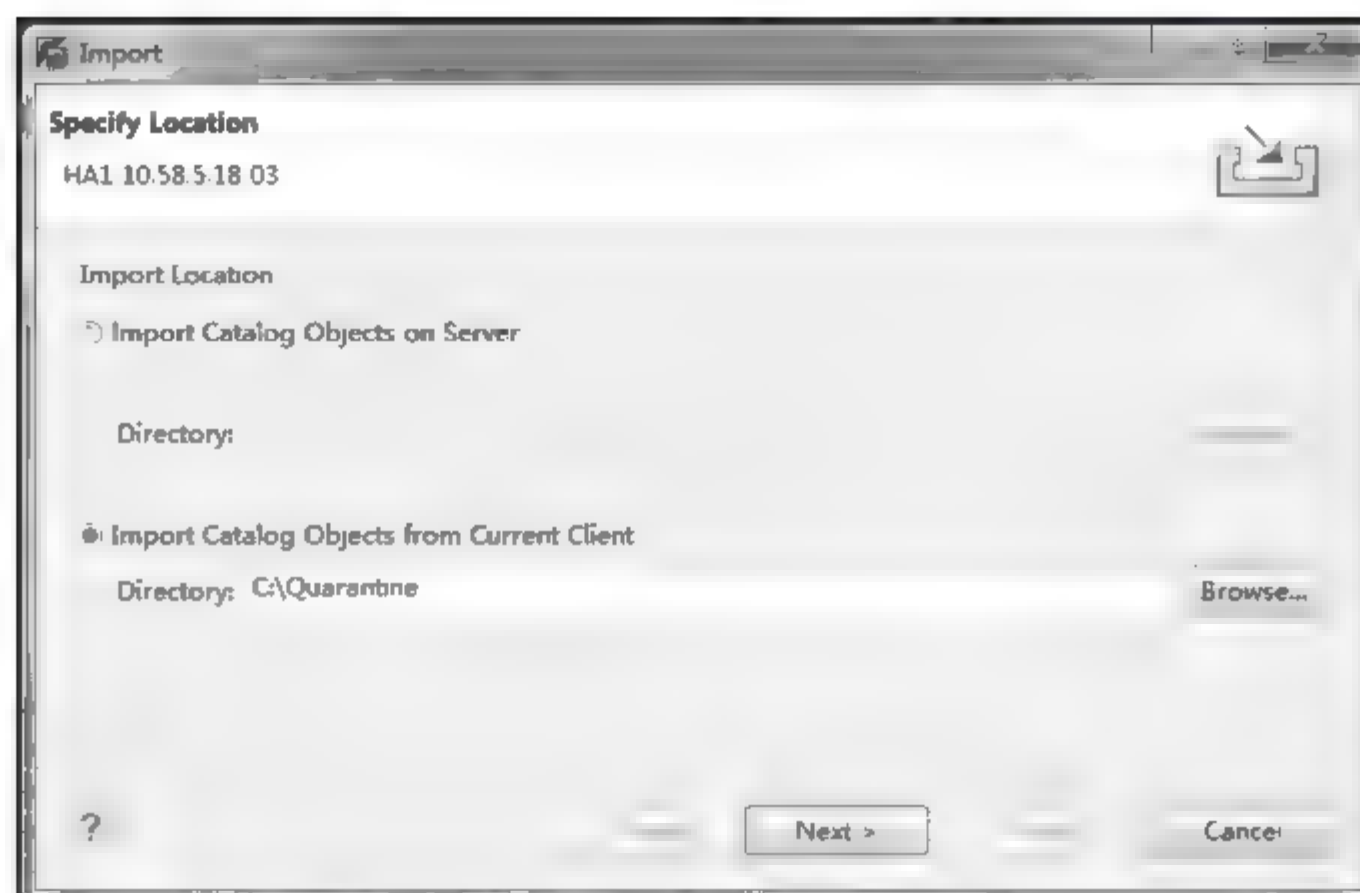 Import
Specify Location
HA1 10.58.5.18 03
Import Location
Import Catalog Objects on Server
Directory:
Import Catalog Objects from Current Client
Directory: C:\Quarantine
Browse...
?
Next >
Cancel